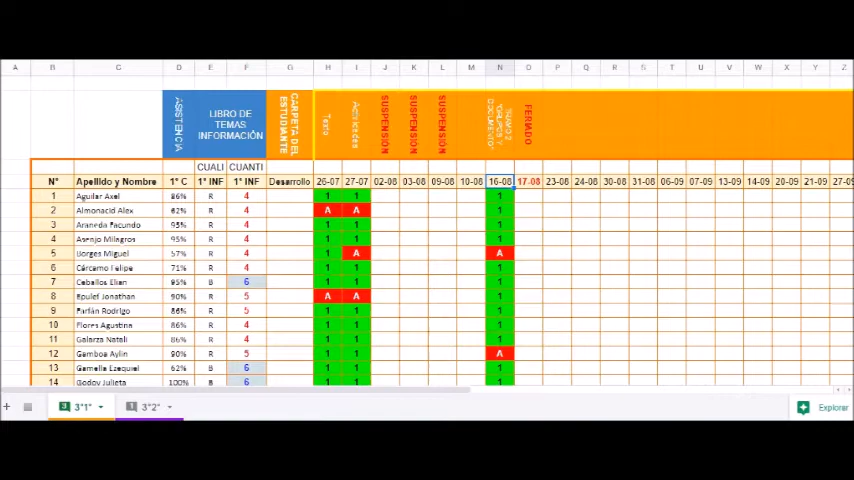 A B C D E F G H I J K L M N O P Q R S T U V W X Y Z
ASISTENCIA
LIBRO DE
TEMAS
INFORMACIÓN
CARPETA DEL
ESTUDIANTE
Texto
Actividades
SUSPENSIÓN
SUSPENSIÓN
SUSPENSIÓN
FERIADO
CUALI CUANTI
N° Apellido y Nombre 1° C 1° INF 1° INF Desarrollo 26-07 27-07 02-08 03-08 09-08 10-08 16-08 17-08 23-08 24-08 30-08 31-08 06-09 07-09 13-09 14-09 20-09 21-09 27-09
1 Aguilar Axel 86% R 4 1 1 1
2 Almonacid Alex 62% R 4 A A 1
3 Araneda Facundo 95% R 4 1 1 1
4 Asenjo Milagros 95% R 4 1 1 1
5 Borges Miguel 57% R 4 1 A A
6 Cárcamo Felipe 71% R 4 1 1 1
7 Ceballos Elian 95% B 6 1 1 1
8 Epulef Jonathan 90% R 5 A A 1
9 Farfán Rodrigo 86% R 5 1 1 1
10 Flores Agustina 86% R 4 1 1 1
11 Galarza Natali 86% R 4 1 1 1
12 Gamboa Aylin 90% R 5 1 1 A
13 Gamella Ezequiel 62% B 6 1 1 1
14 Godoy Julieta 100% B 6 1 1 1
3 3°1° 1 3°2° Explorar